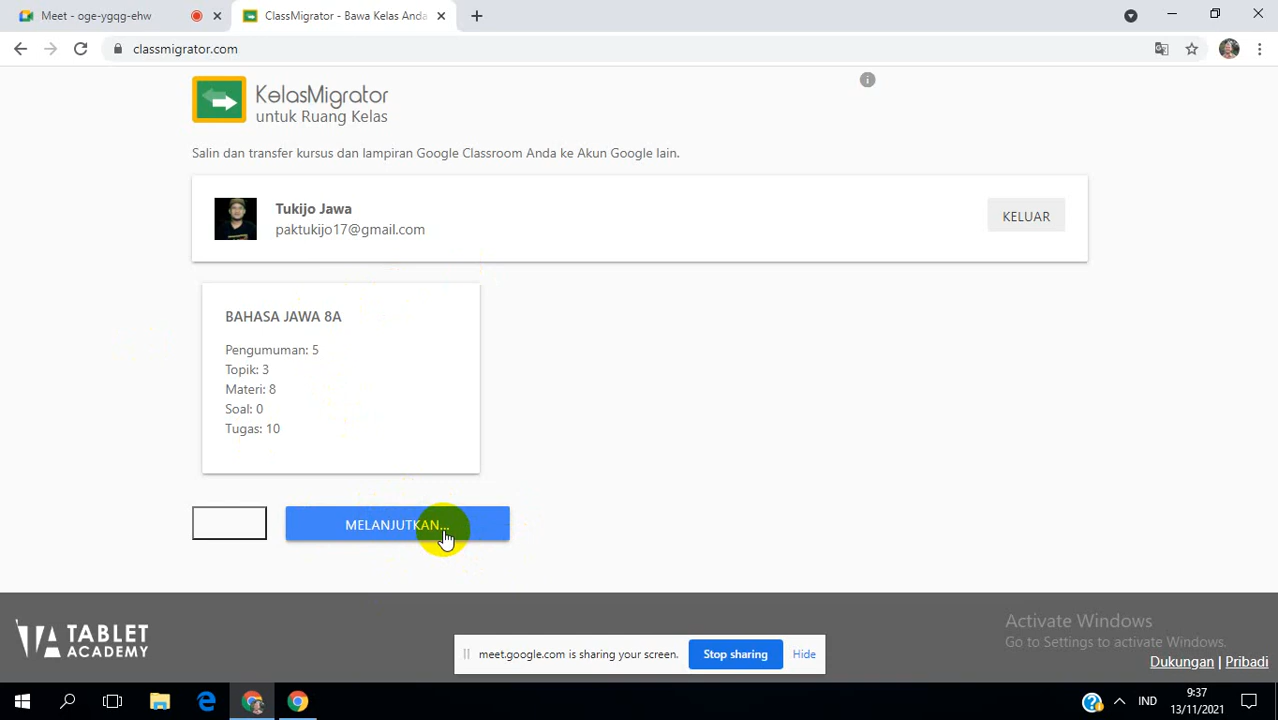 Meet - oge-ygqg-ehw
ClassMigrator - Bawa Kelas Anda
classmigrator.com
KelasMigrator
untuk Ruang Kelas
Salin dan transfer kursus dan lampiran Google Classroom Anda ke Akun Google lain.
Tukijo Jawa
paktukijo17@gmail.com
KELUAR
BAHASA JAWA 8A
Pengumuman: 5
Topik: 3
Materi: 8
Soal: 0
Tugas: 10
MELANJUTKAN...
TABLET
ACADEMY
Activate Windows
Go to Settings to activate Windows.
Dukungan | Pribadi
meet.google.com is sharing your screen.
Stop sharing
Hide
IND
9:37
13/11/2021